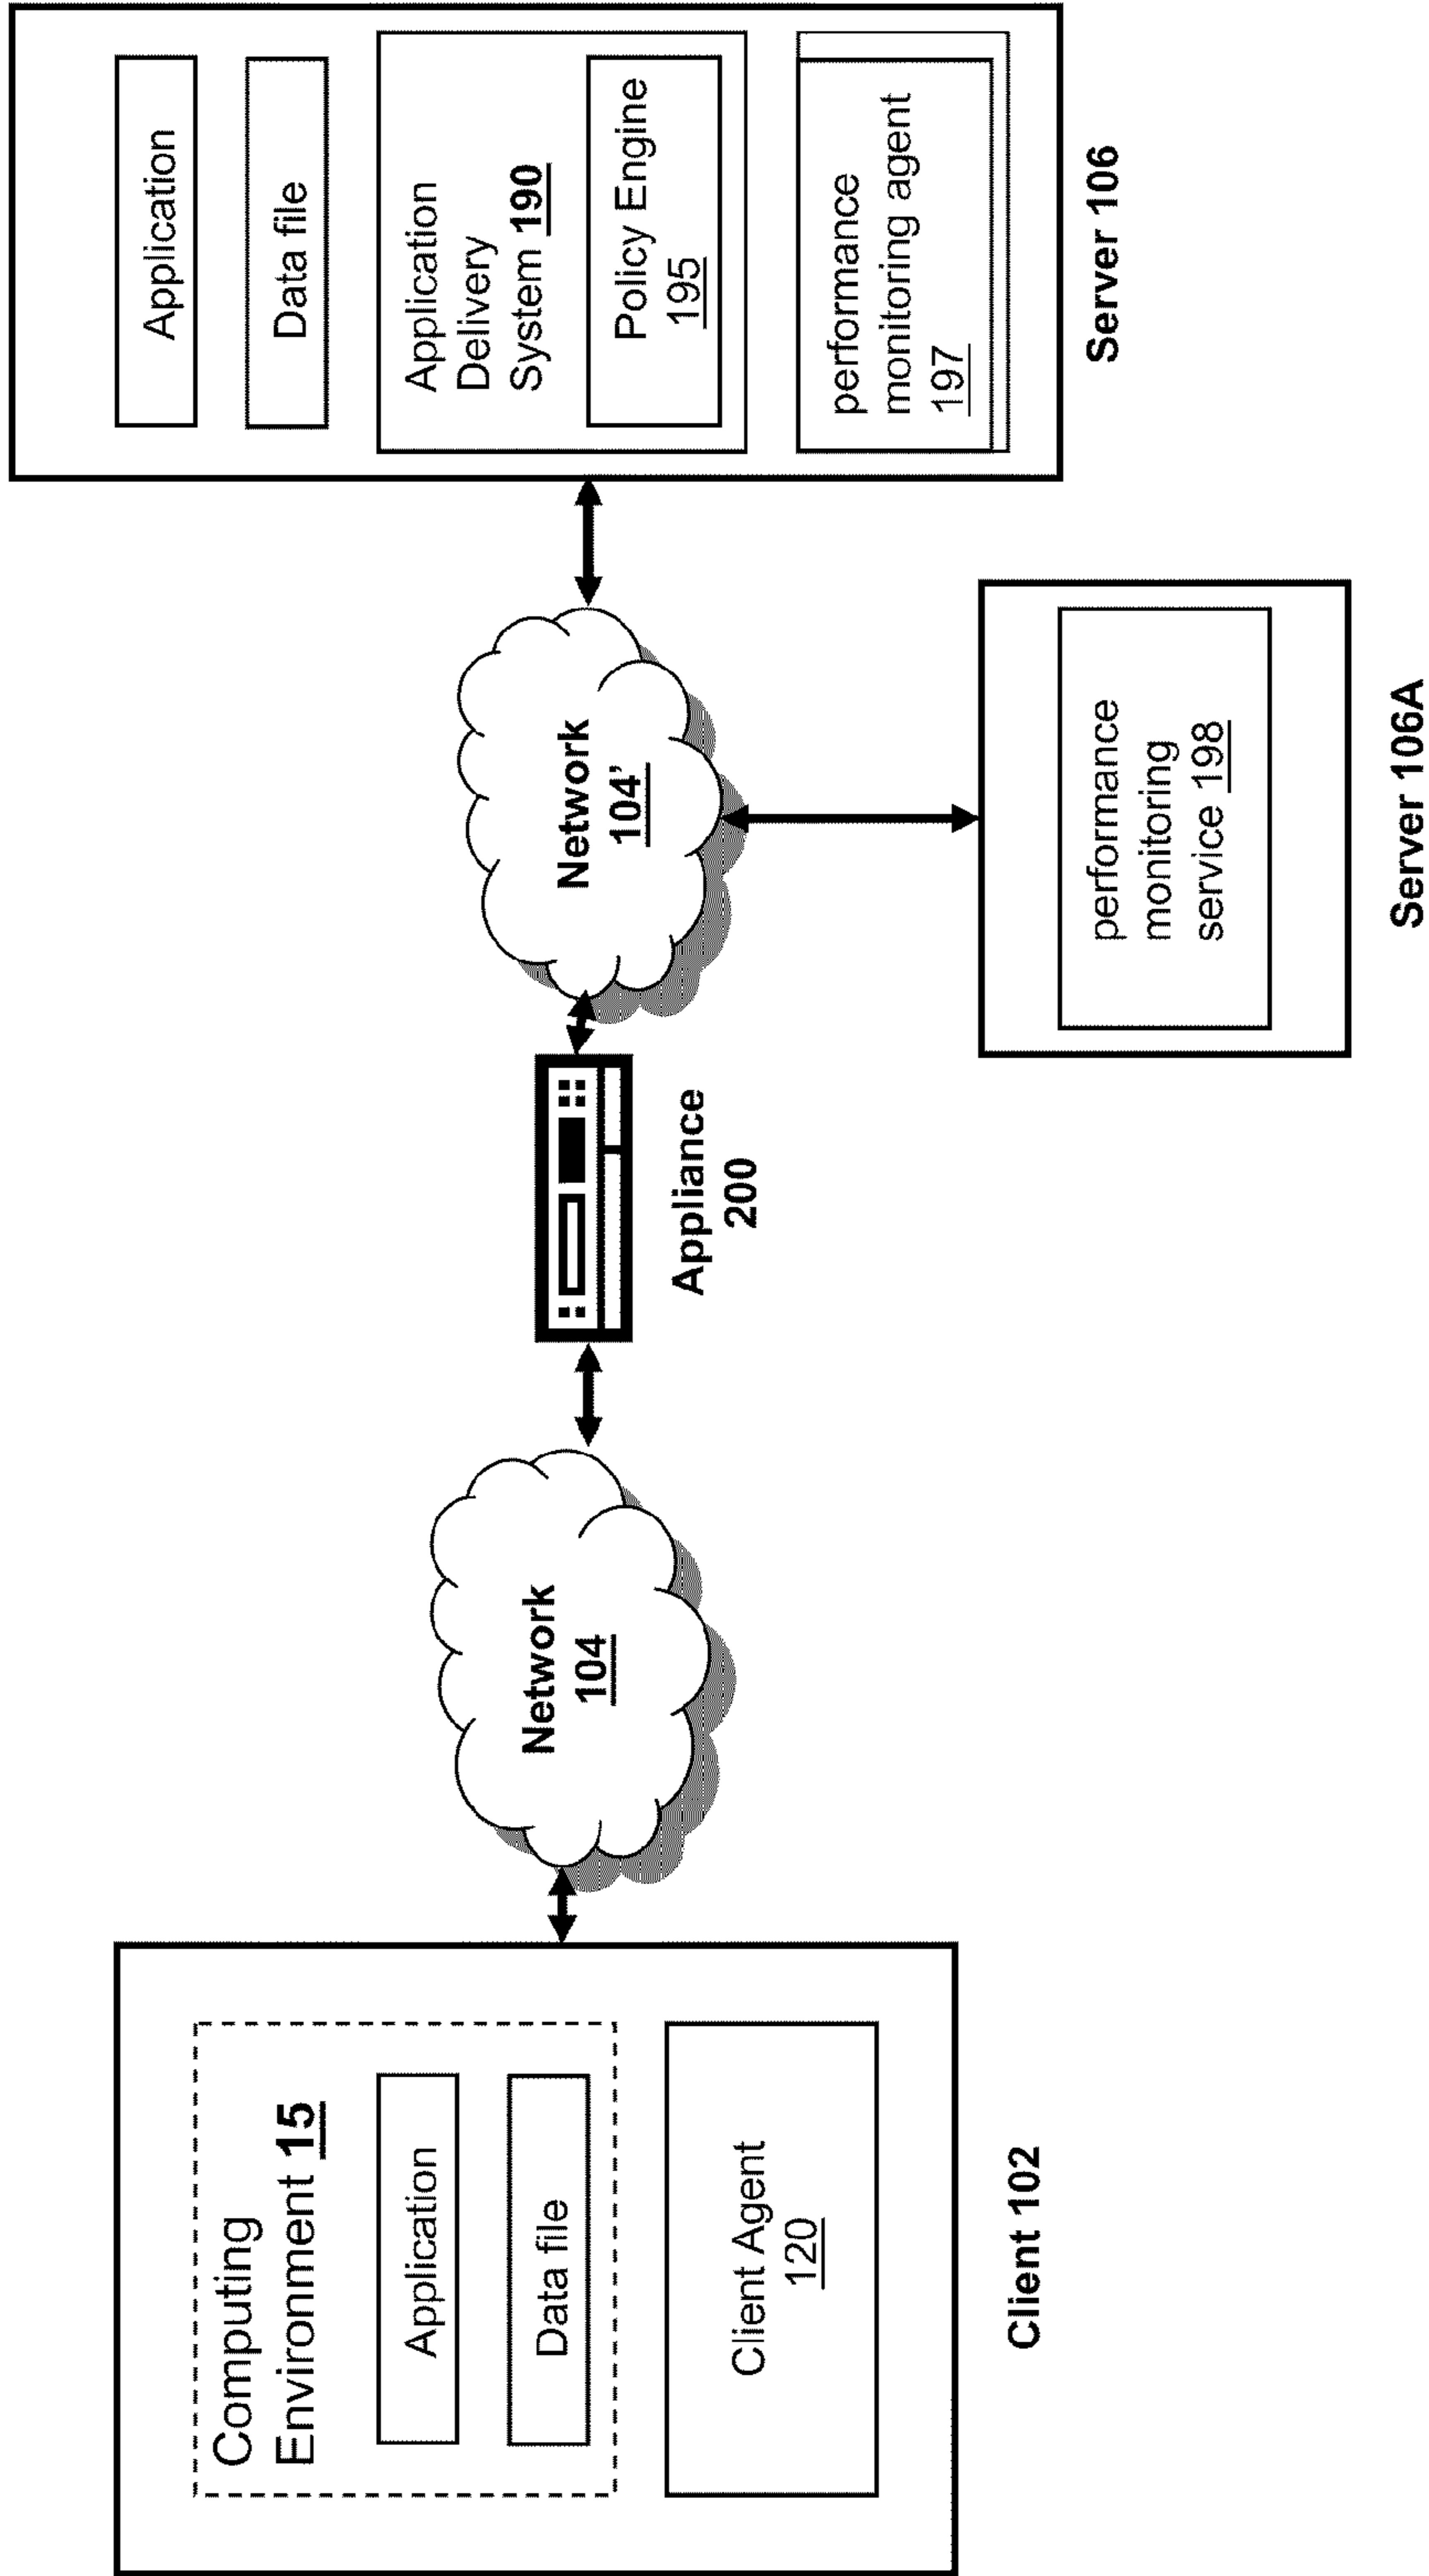 Computing
Environment 15
Application
Data file
Client Agent
120
Client 102
Network
104
Appliance
200
Network
104’
performance
monitoring
service 198
Server 106A
Application
Data file
Application
Delivery
System 190
Policy Engine
195
performance
monitoring agent
197
Server 106